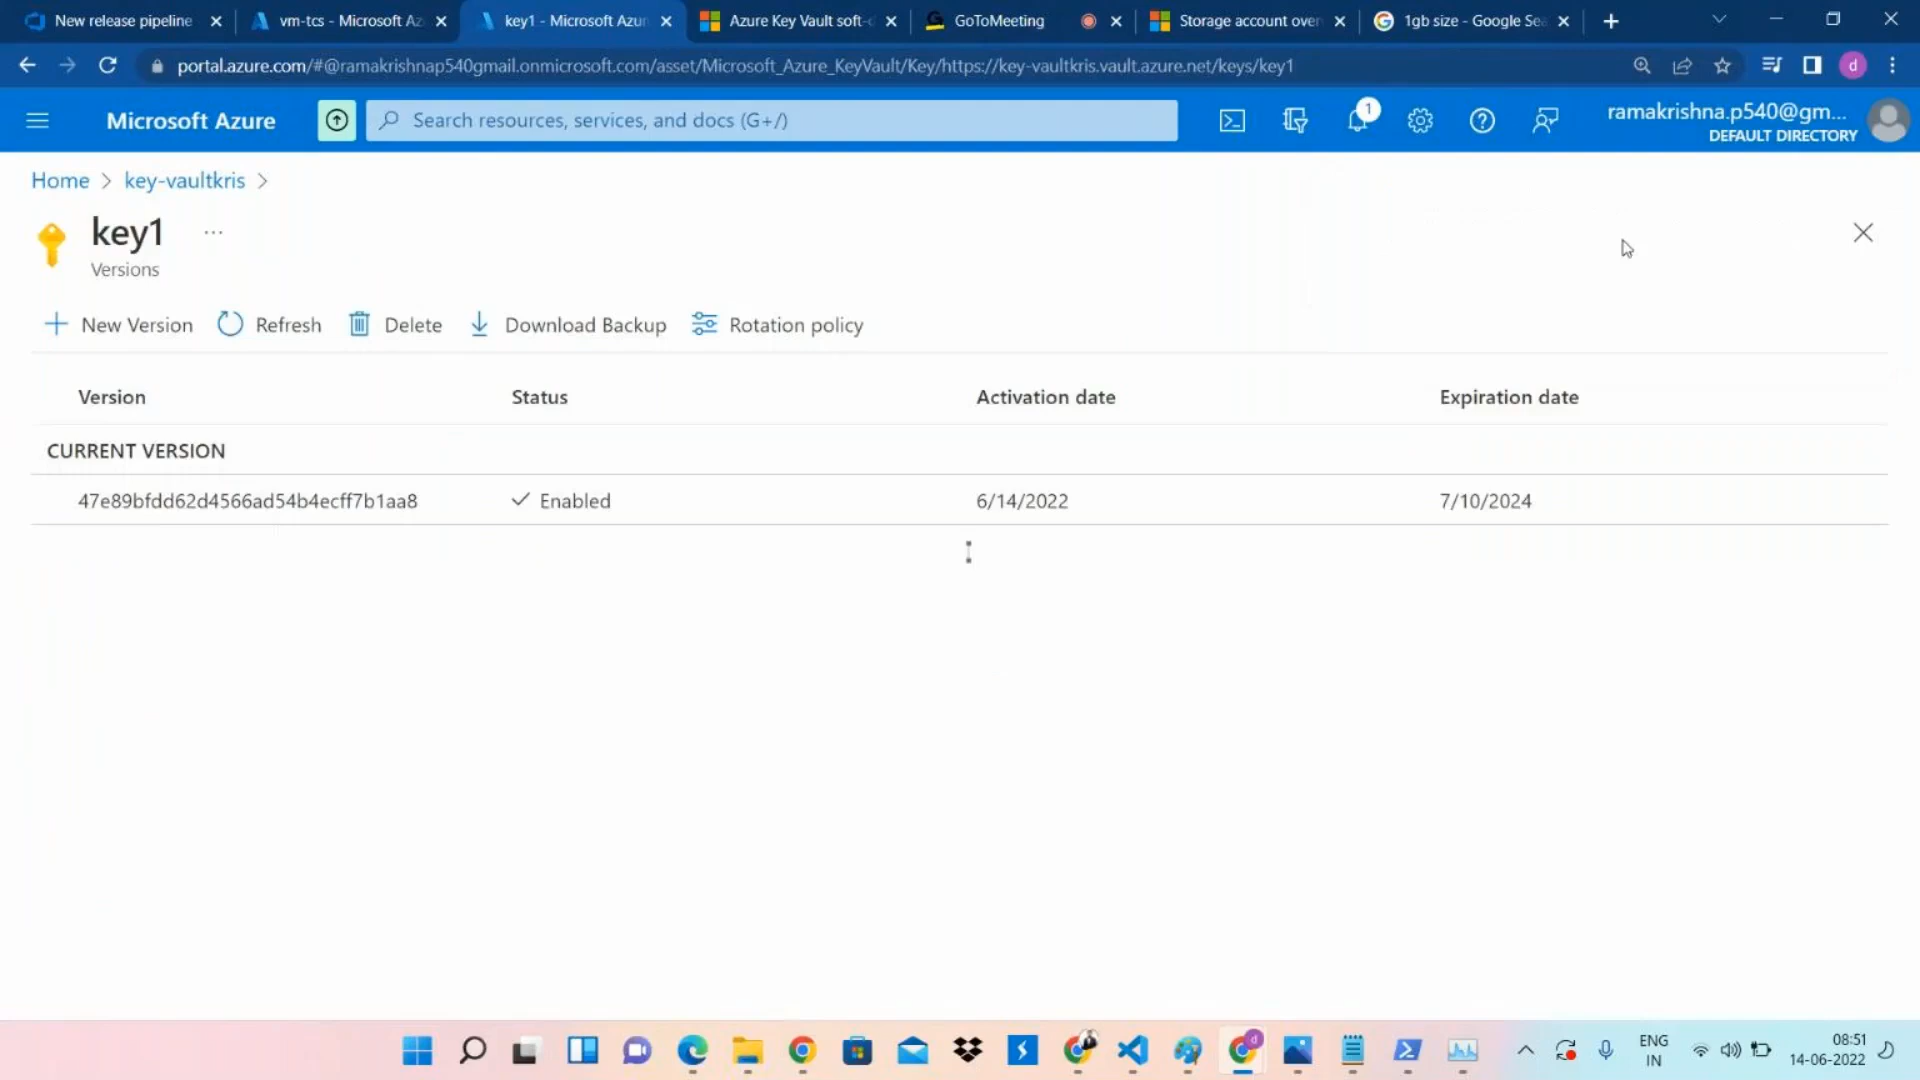 New release pipeline
vm-tcs - Microsoft Az
key1 - Microsoft Azur
Azure Key Vault soft-d
GoToMeeting
Storage account over
1gb size - Google Sea
portal.azure.com/#@ramakrishnap540gmail.onmicrosoft.com/asset/Microsoft_Azure_KeyVault/Key/https://key-vaultkris.vault.azure.net/keys/key1
d
Microsoft Azure
Search resources, services, and docs (G+/)
1
ramakrishna.p540@gm...
DEFAULT DIRECTORY
Home > key-vaultkris >
key1 ...
Versions
New Version
Refresh
Delete
Download Backup
Rotation policy
Version Status Activation date Expiration date
CURRENT VERSION
47e89bfdd62d4566ad54b4ecff7b1aa8 Enabled 6/14/2022 7/10/2024
d
ENG
IN
08:51
14-06-2022